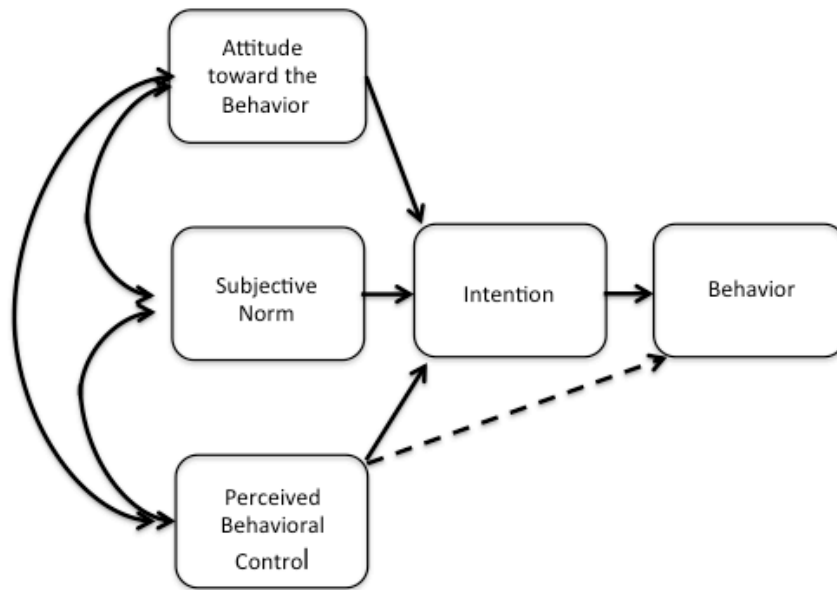 Attitude
toward the
Behavior
Subjective
Norm
Intention
Behavior
Perceived
Behavioral
Control